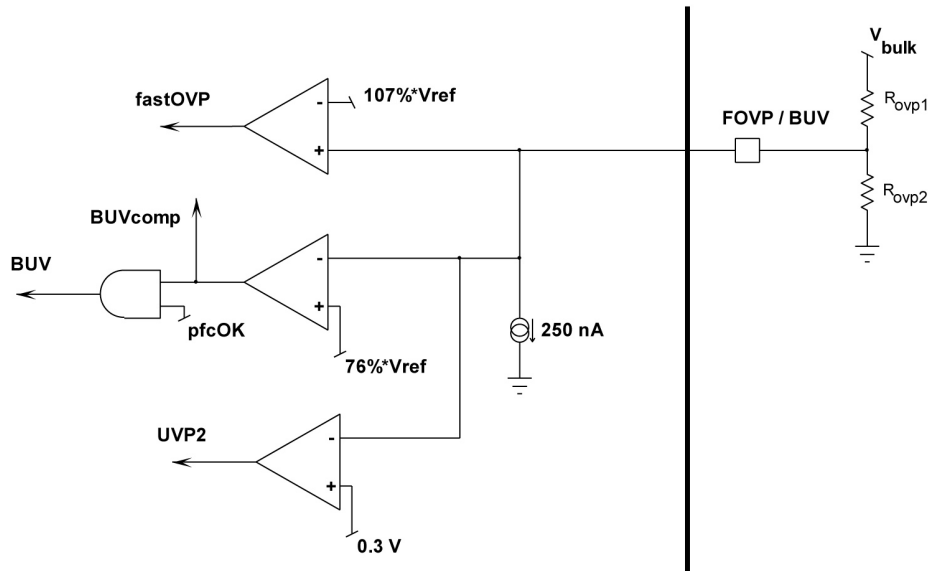 V
bulk
fastOVP
-
107%*Vref
R
ovp1
FOVP / BUV
+
R
ovp2
BUVcomp
BUV
-
+
pfcOK
250 nA
76%*Vref
UVP2
-
+
0.3 V